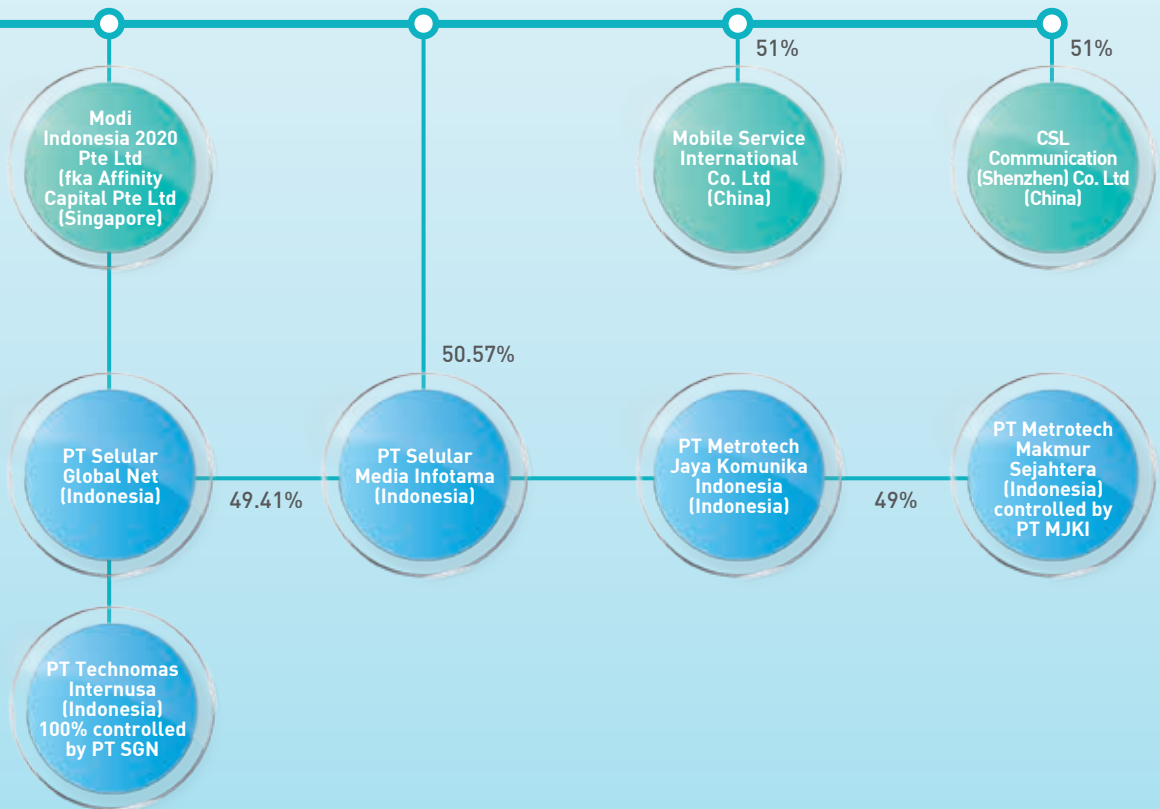 51%
51%
Modi
Indonesia 2020
Pte Ltd
(fka Affinity
Capital Pte Ltd
(Singapore)
Mobile Service
International
Co. Ltd
(China)
CSL
Communication
(Shenzhen) Co. Ltd
(China)
50.57%
PT Selular
Global Net
(Indonesia)
49.41%
PT Selular
Media Infotama
(Indonesia)
PT Metrotech
Jaya Komunika
Indonesia
(Indonesia)
49%
PT Metrotech
Makmur
Sejahtera
(Indonesia)
controlled by
PT MJKI
PT Technomas
Internusa
(Indonesia)
100% controlled
by PT SGN